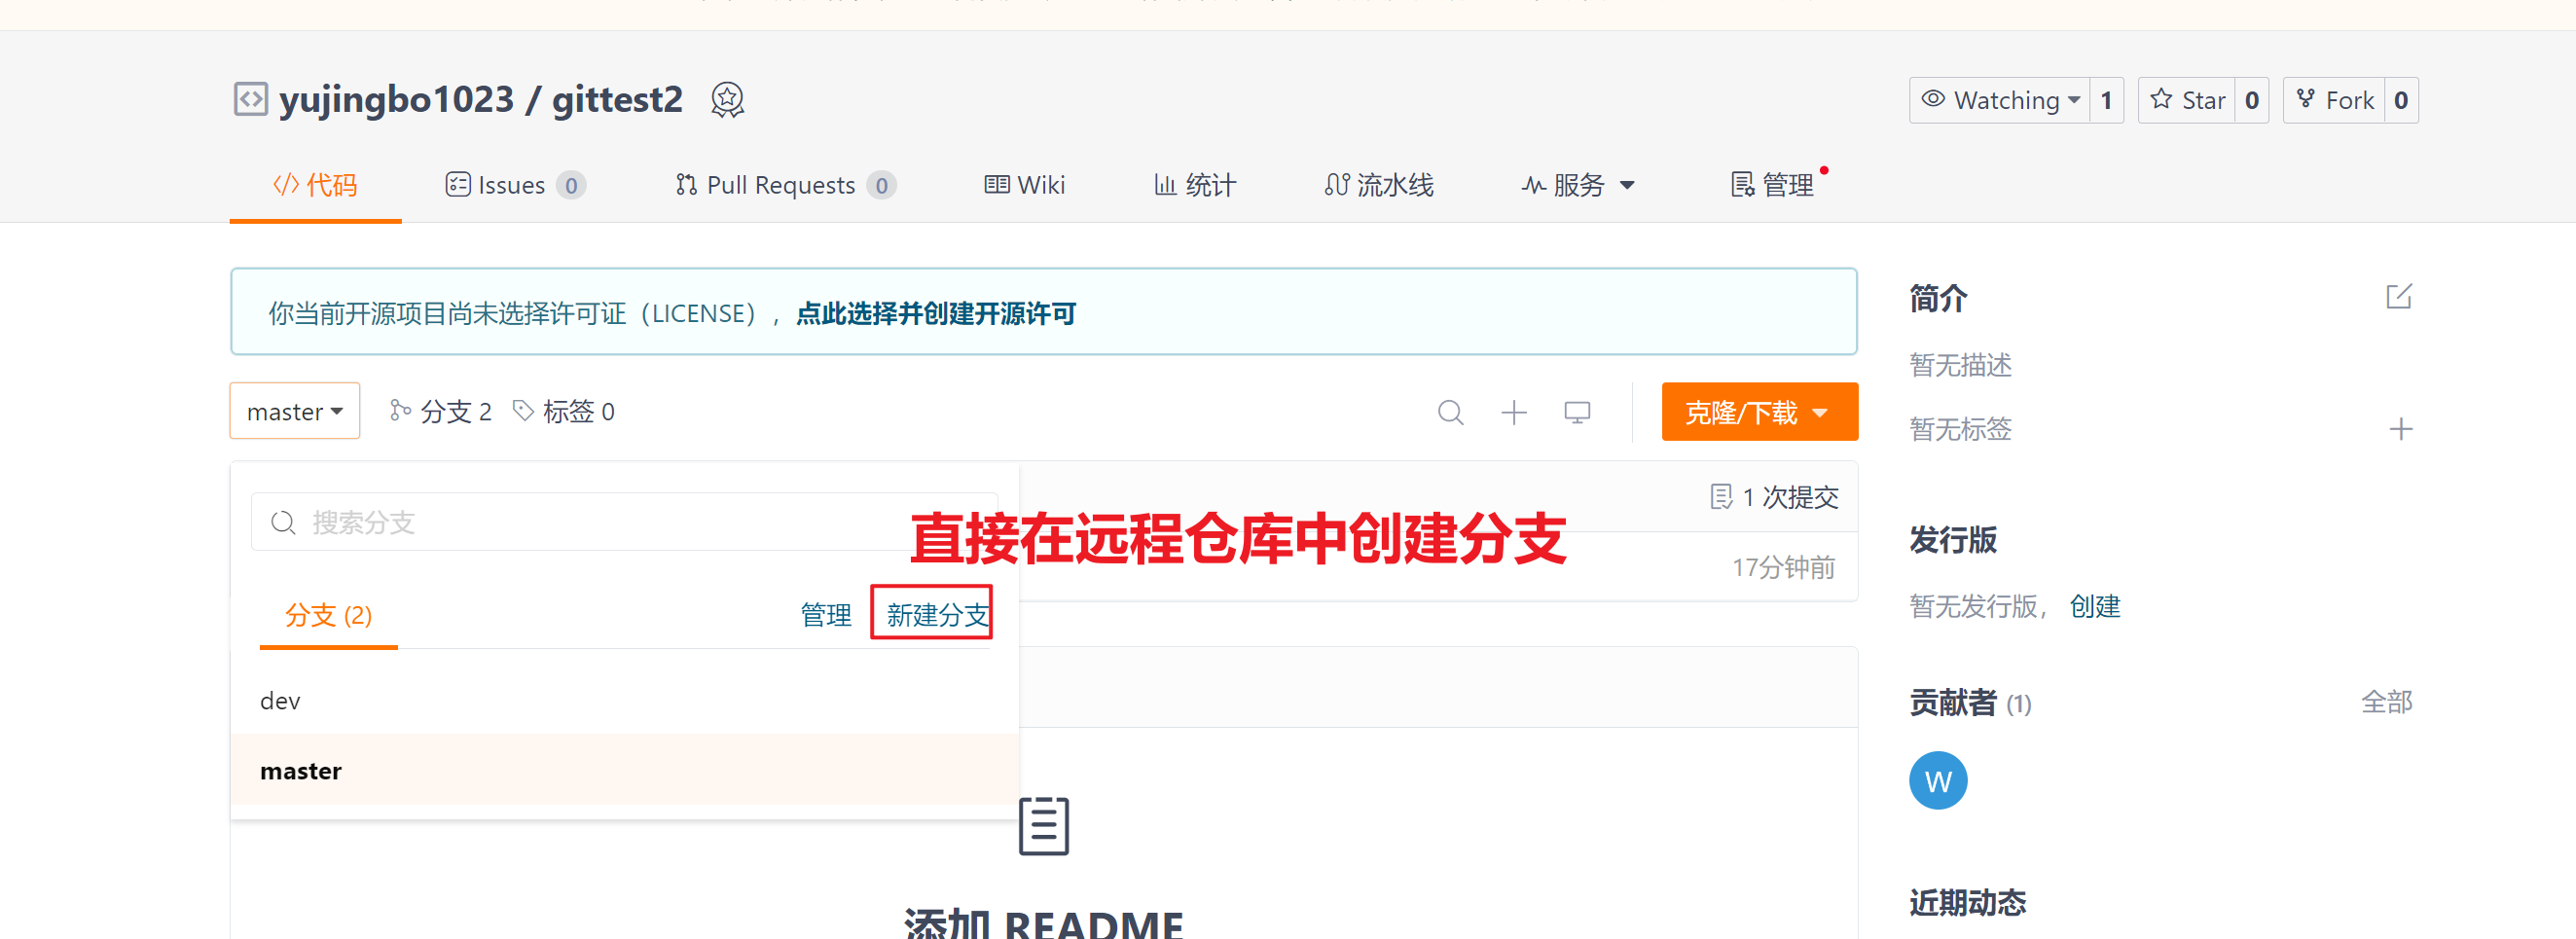 yujingbo1023 / gittest2
Watching 1
Star 0
Fork 0
代码
Issues 0
Pull Requests 0
Wiki
统计
流水线
服务
管理
你当前开源项目尚未选择许可证（LICENSE），点此选择并创建开源许可
master
分支 2
标签 0
克隆/下载
搜索分支
1 次提交
直接在远程仓库中创建分支
17分钟前
分支 (2)
管理
新建分支
dev
master
添加 README
简介
暂无描述
暂无标签
发行版
暂无发行版，创建
贡献者 (1)
全部
W
近期动态